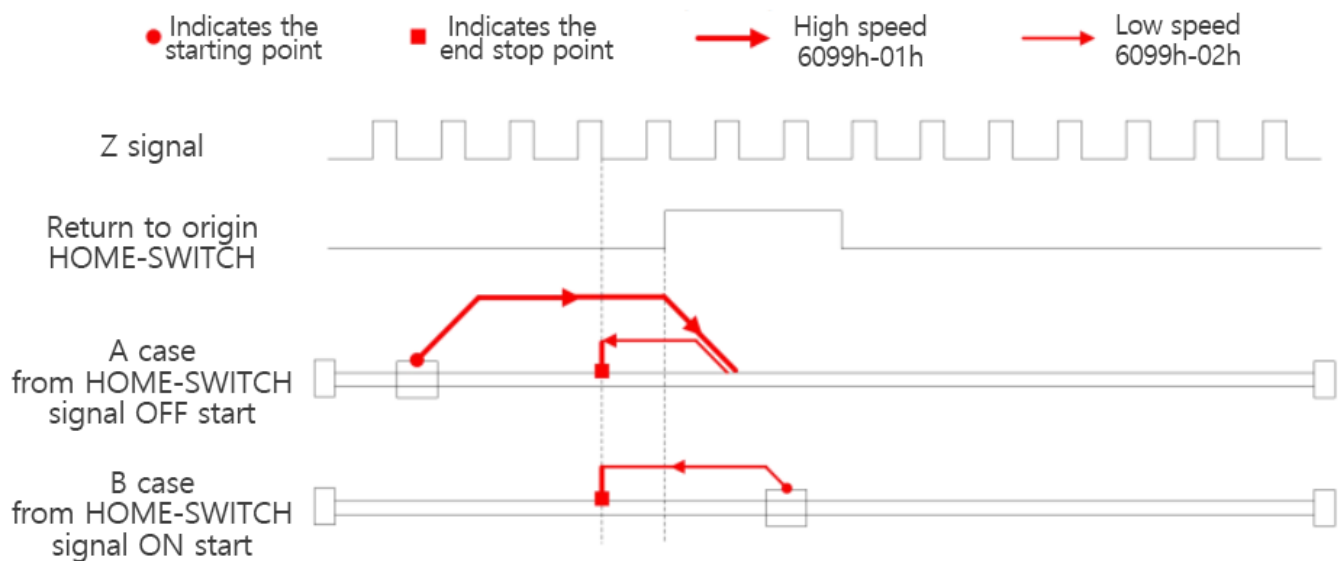 Indicates the
starting point
Indicates the
end stop point
High speed
6099h-01h
Low speed
6099h-02h
Z signal
Return to origin
HOME-SWITCH
A case
from HOME-SWITCH
signal OFF start
B case
from HOME-SWITCH
signal ON start